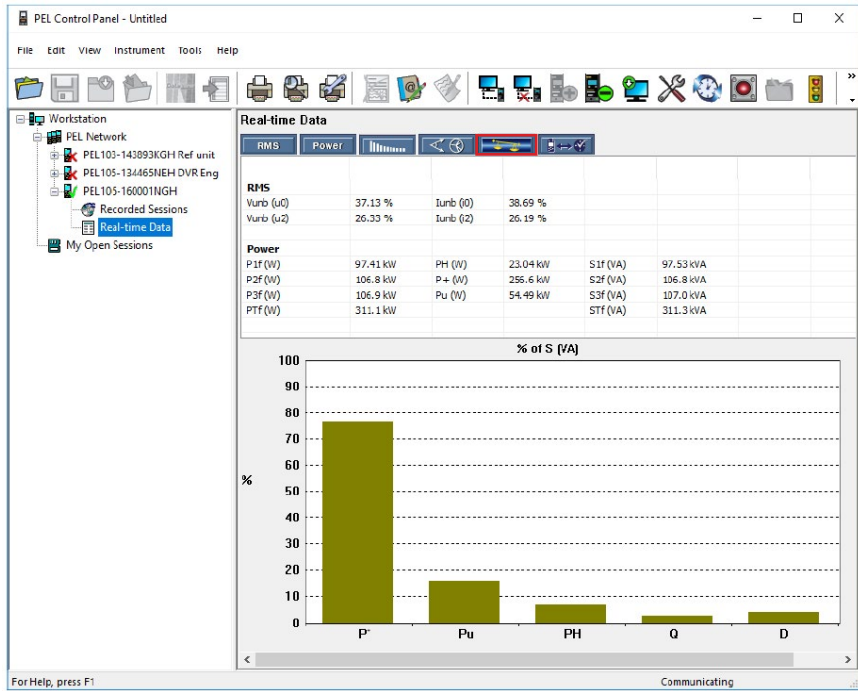 PEL Control Panel - Untitled
File Edit View Instrument Tools Help
Workstation
PEL Network
PEL103-143893KGH Ref unit
PEL105-134465NEH DVR Eng
PEL105-160001NGH
Recorded Sessions
Real-time Data
My Open Sessions
Real-time Data
RMS Power
RMS
Vunb (u0) 37.13 % Iunb (i0) 38.69 %
Vunb (u2) 26.33 % Iunb (i2) 26.19 %
Power
P1f (W) 97.41 kW PH (W) 23.04 kW S1f (VA) 97.53 kVA
P2f (W) 106.8 kW P+ (W) 256.6 kW S2f (VA) 106.8 kVA
P3f (W) 106.9 kW Pu (W) 54.49 kW S3f (VA) 107.0 kVA
PTf (W) 311.1 kW STf (VA) 311.3 kVA
% of S (VA)
100
90
80
70
60
%
50
40
30
20
10
0
P⁻ Pu PH Q D
For Help, press F1 Communicating